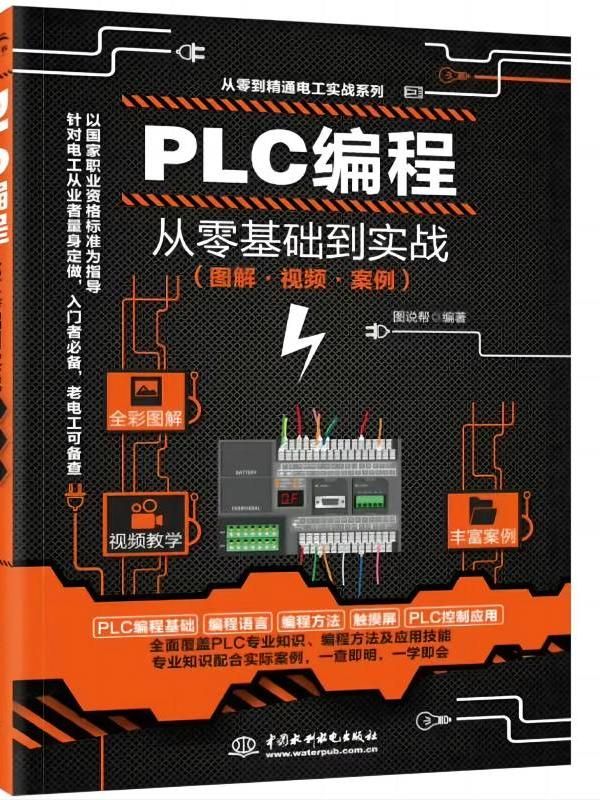 从零到精通电工实战系列
PLC编程
从零基础到实战
（图解·视频·案例）
图说帮 编著
以国家职业资格标准为指导
针对电工从业者量身定做，入门者必备，老电工可备查
全彩图解
视频教学
丰富案例
BATTERY
PERIPHERAL
PLC编程基础 编程语言 编程方法 触摸屏 PLC控制应用
全面覆盖PLC专业知识、编程方法及应用技能
专业知识配合实际案例，一查即明，一学即会
中国水利水电出版社
www.waterpub.com.cn